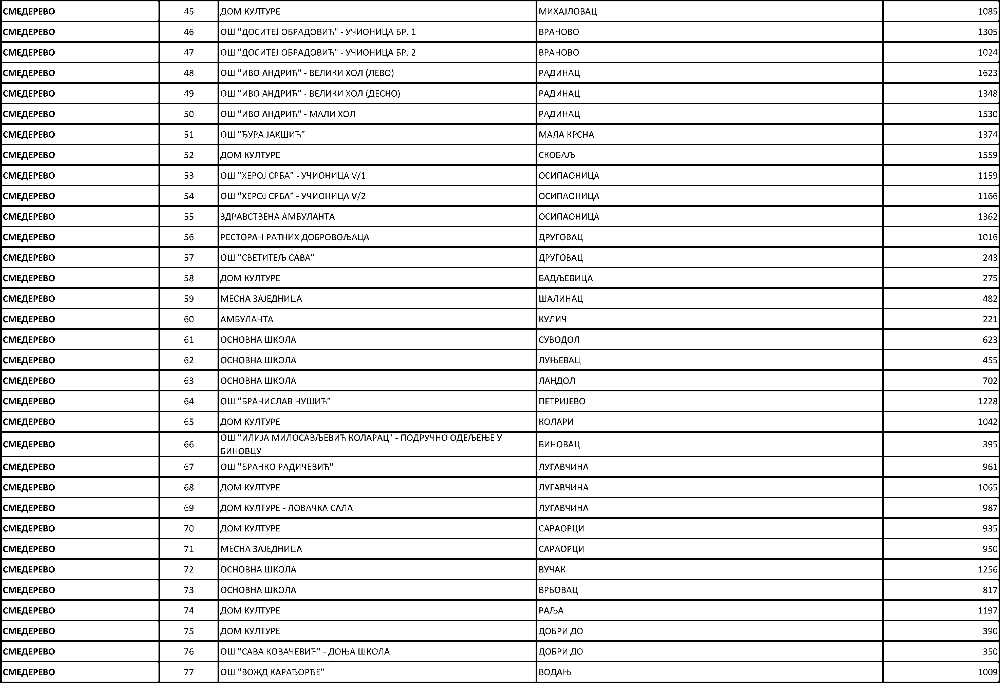 СМЕДЕРЕВО 45 ДОМ КУЛТУРЕ МИХАЈЛОВАЦ 1085
СМЕДЕРЕВО 46 ОШ "ДОСИТЕЈ ОБРАДОВИЋ" - УЧИОНИЦА БР. 1 ВРАНОВО 1305
СМЕДЕРЕВО 47 ОШ "ДОСИТЕЈ ОБРАДОВИЋ" - УЧИОНИЦА БР. 2 ВРАНОВО 1024
СМЕДЕРЕВО 48 ОШ "ИВО АНДРИЋ" - ВЕЛИКИ ХОЛ (ЛЕВО) РАДИНАЦ 1623
СМЕДЕРЕВО 49 ОШ "ИВО АНДРИЋ" - ВЕЛИКИ ХОЛ (ДЕСНО) РАДИНАЦ 1348
СМЕДЕРЕВО 50 ОШ "ИВО АНДРИЋ" - МАЛИ ХОЛ РАДИНАЦ 1530
СМЕДЕРЕВО 51 ОШ "ЂУРА ЈАКШИЋ" МАЛА КРСНА 1374
СМЕДЕРЕВО 52 ДОМ КУЛТУРЕ СКОБАЉ 1559
СМЕДЕРЕВО 53 ОШ "ХЕРОЈ СРБА" - УЧИОНИЦА V/1 ОСИПАОНИЦА 1159
СМЕДЕРЕВО 54 ОШ "ХЕРОЈ СРБА" - УЧИОНИЦА V/2 ОСИПАОНИЦА 1166
СМЕДЕРЕВО 55 ЗДРАВСТВЕНА АМБУЛАНТА ОСИПАОНИЦА 1362
СМЕДЕРЕВО 56 РЕСТОРАН РАТНИХ ДОБРОВОЉАЦА ДРУГОВАЦ 1016
СМЕДЕРЕВО 57 ОШ "СВЕТИТЕЉ САВА" ДРУГОВАЦ 243
СМЕДЕРЕВО 58 ДОМ КУЛТУРЕ БАДЉЕВИЦА 275
СМЕДЕРЕВО 59 МЕСНА ЗАЈЕДНИЦА ШАЛИНАЦ 482
СМЕДЕРЕВО 60 АМБУЛАНТА КУЛИЧ 221
СМЕДЕРЕВО 61 ОСНОВНА ШКОЛА СУВОДОЛ 623
СМЕДЕРЕВО 62 ОСНОВНА ШКОЛА ЛУЊЕВАЦ 455
СМЕДЕРЕВО 63 ОСНОВНА ШКОЛА ЛАНДОЛ 702
СМЕДЕРЕВО 64 ОШ "БРАНИСЛАВ НУШИЋ" ПЕТРИЈЕВО 1228
СМЕДЕРЕВО 65 ДОМ КУЛТУРЕ КОЛАРИ 1042
СМЕДЕРЕВО 66 ОШ "ИЛИЈА МИЛОСАВЉЕВИЋ КОЛАРАЦ" - ПОДРУЧНО ОДЕЉЕЊЕ У
БИНОВЦУ БИНОВАЦ 395
СМЕДЕРЕВО 67 ОШ "БРАНКО РАДИЧЕВИЋ" ЛУГАВЧИНА 961
СМЕДЕРЕВО 68 ДОМ КУЛТУРЕ ЛУГАВЧИНА 1065
СМЕДЕРЕВО 69 ДОМ КУЛТУРЕ - ЛОВАЧКА САЛА ЛУГАВЧИНА 987
СМЕДЕРЕВО 70 ДОМ КУЛТУРЕ САРАОРЦИ 935
СМЕДЕРЕВО 71 МЕСНА ЗАЈЕДНИЦА САРАОРЦИ 950
СМЕДЕРЕВО 72 ОСНОВНА ШКОЛА ВУЧАК 1256
СМЕДЕРЕВО 73 ОСНОВНА ШКОЛА ВРБОВАЦ 817
СМЕДЕРЕВО 74 ДОМ КУЛТУРЕ РАЉА 1197
СМЕДЕРЕВО 75 ДОМ КУЛТУРЕ ДОБРИ ДО 390
СМЕДЕРЕВО 76 ОШ "САВА КОВАЧЕВИЋ" - ДОЊА ШКОЛА ДОБРИ ДО 350
СМЕДЕРЕВО 77 ОШ "ВОЖД КАРАЂОРЂЕ" ВОДАЊ 1009